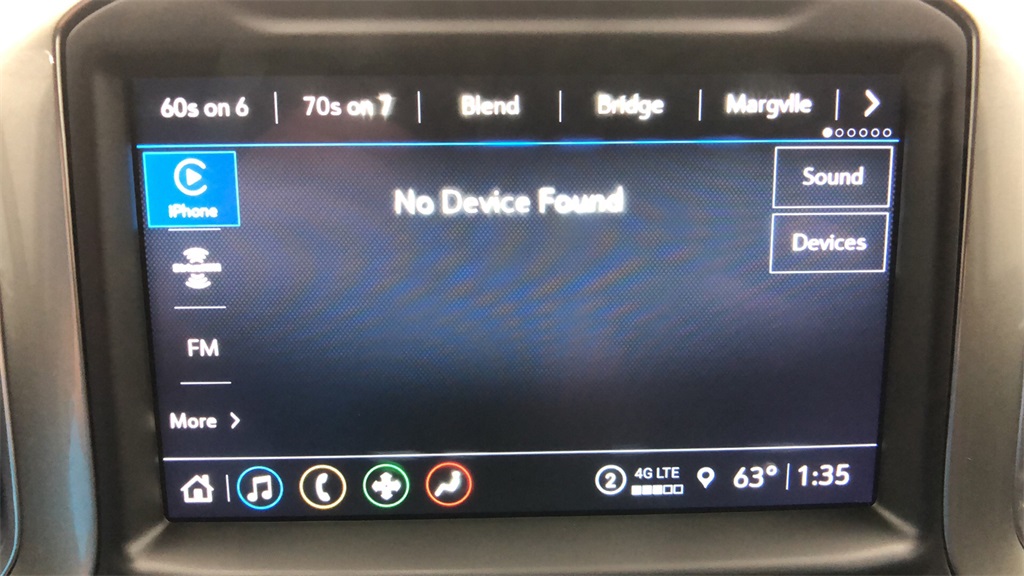 60s on 6
70s on 7
Blend
Bridge
Margvlle
iPhone
No Device Found
Sound
Devices
FM
More
2
4G LTE
63°
1:35